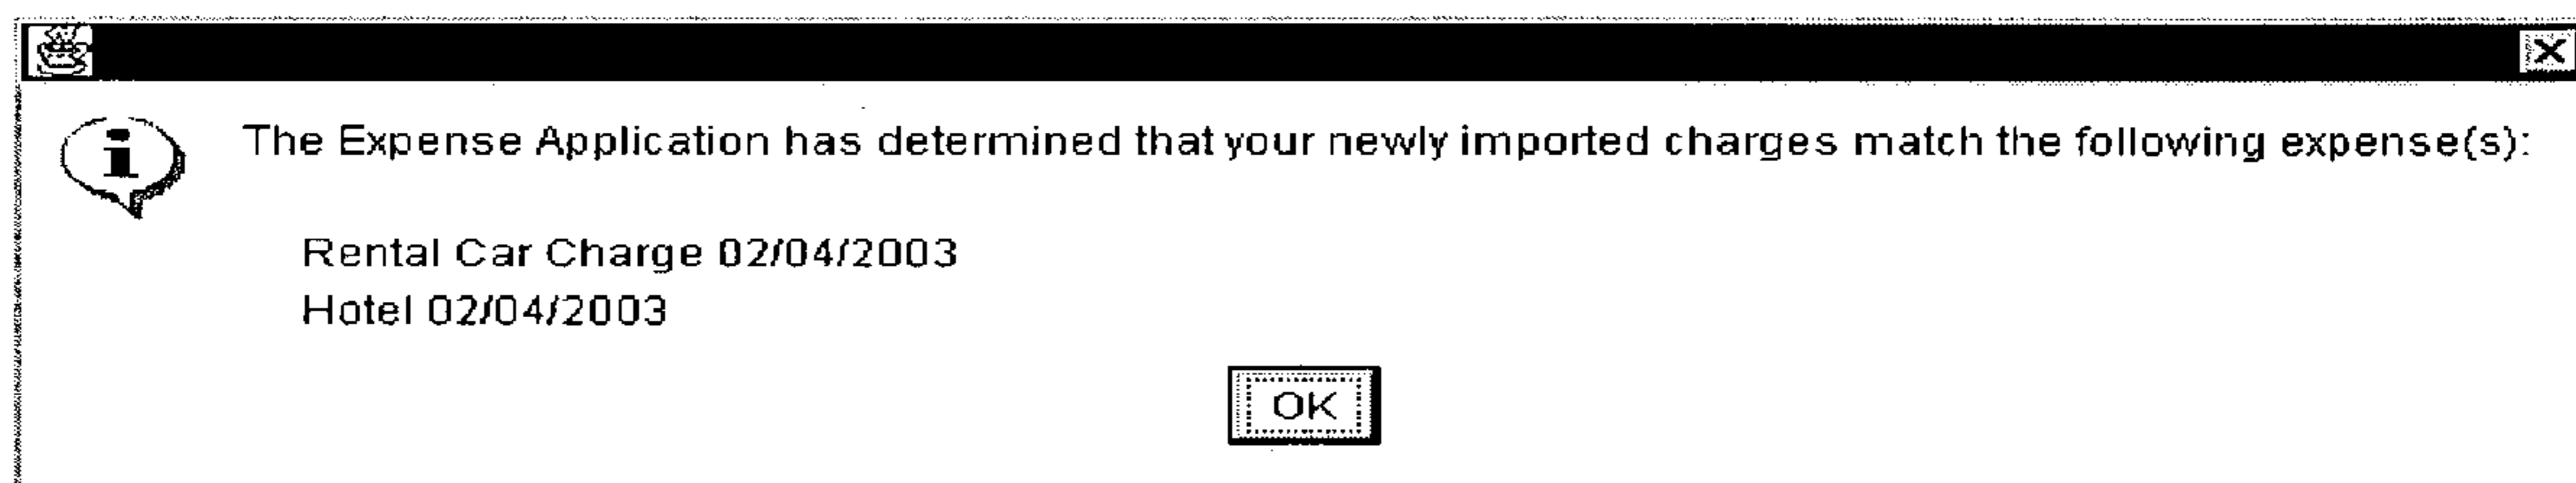 The Expense Application has determined that your newly imported charges match the following expense(s):
Rental Car Charge 02/04/2003
Hotel 02/04/2003
OK